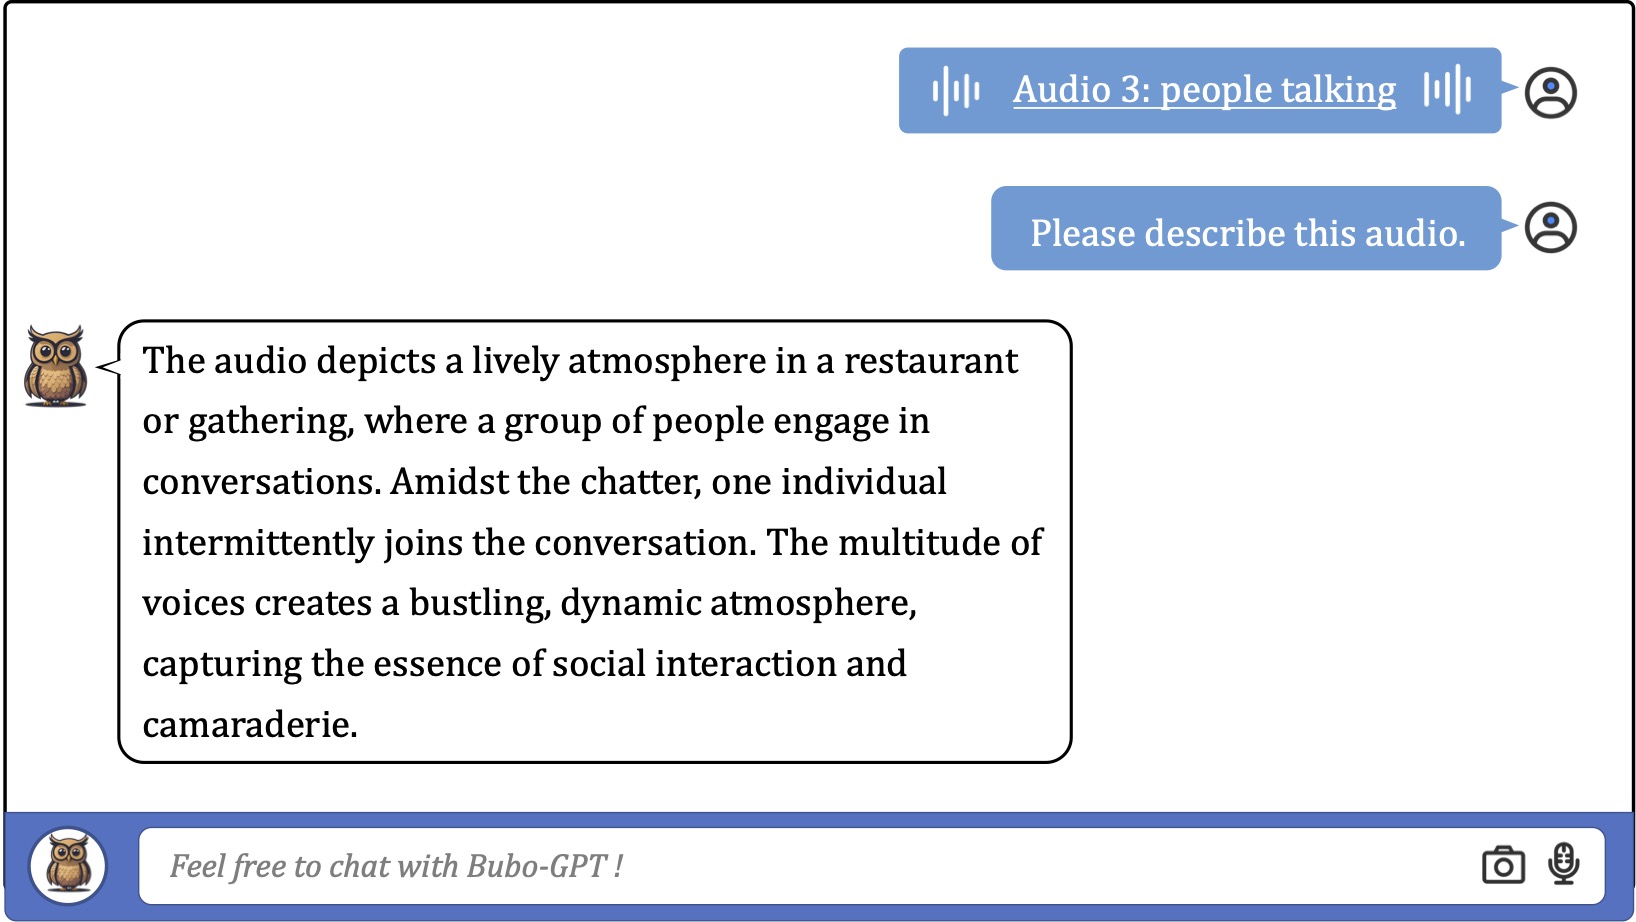 Audio 3: people talking
Please describe this audio.
The audio depicts a lively atmosphere in a restaurant
or gathering, where a group of people engage in
conversations. Amidst the chatter, one individual
intermittently joins the conversation. The multitude of
voices creates a bustling, dynamic atmosphere,
capturing the essence of social interaction and
camaraderie.
Feel free to chat with Bubo-GPT !